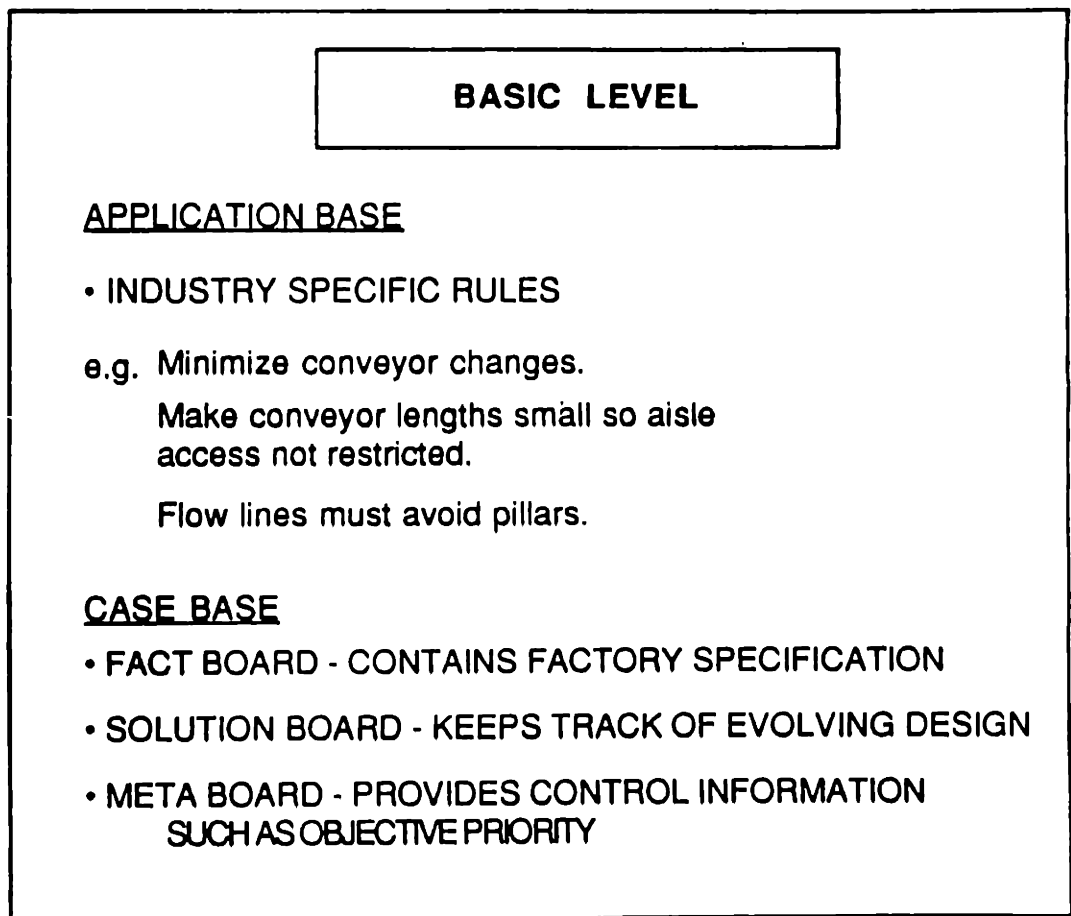 BASIC LEVEL
APPLICATION BASE
• INDUSTRY SPECIFIC RULES
e.g. Minimize conveyor changes.
Make conveyor lengths small so aisle
access not restricted.
Flow lines must avoid pillars.
CASE BASE
• FACT BOARD - CONTAINS FACTORY SPECIFICATION
• SOLUTION BOARD - KEEPS TRACK OF EVOLVING DESIGN
• META BOARD - PROVIDES CONTROL INFORMATION
SUCH AS OBJECTIVE PRIORITY